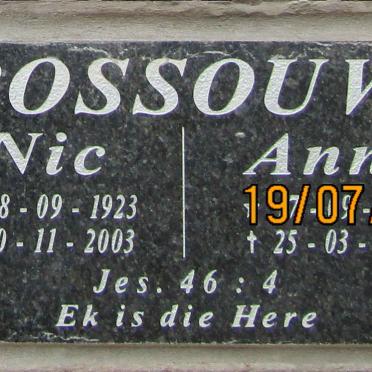 OSSOUW
Nic Ann
8 - 09 - 1923
0 - 11 - 2003 † 25 - 03 -
19/07/
Jes. 46 : 4
Ek is die Here